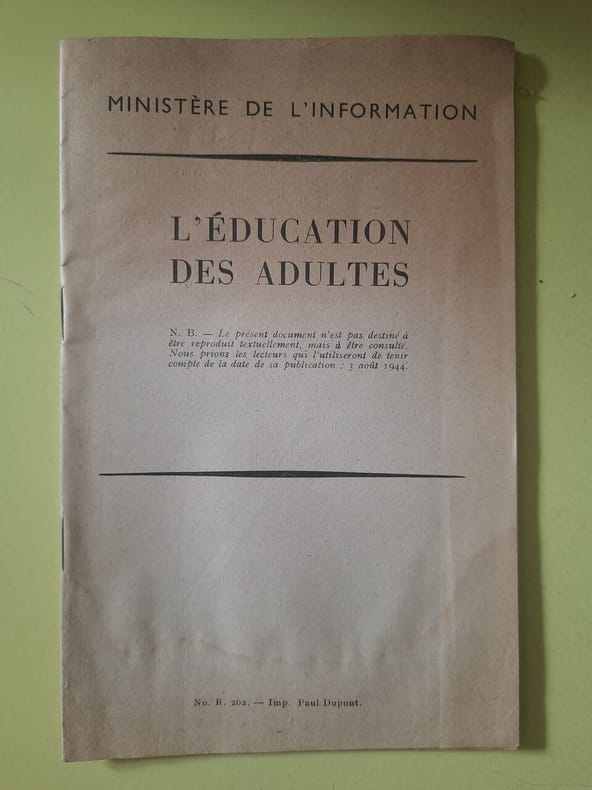 MINISTÈRE DE L'INFORMATION
L'ÉDUCATION
DES ADULTES
N. B. — Le présent document n'est pas destiné à
être reproduit textuellement, mais à être consulté.
Nous prions les lecteurs qui l'utiliseront de tenir
compte de la date de sa publication : 3 août 1944.
No. R. 262. — Imp. Paul Dupont.